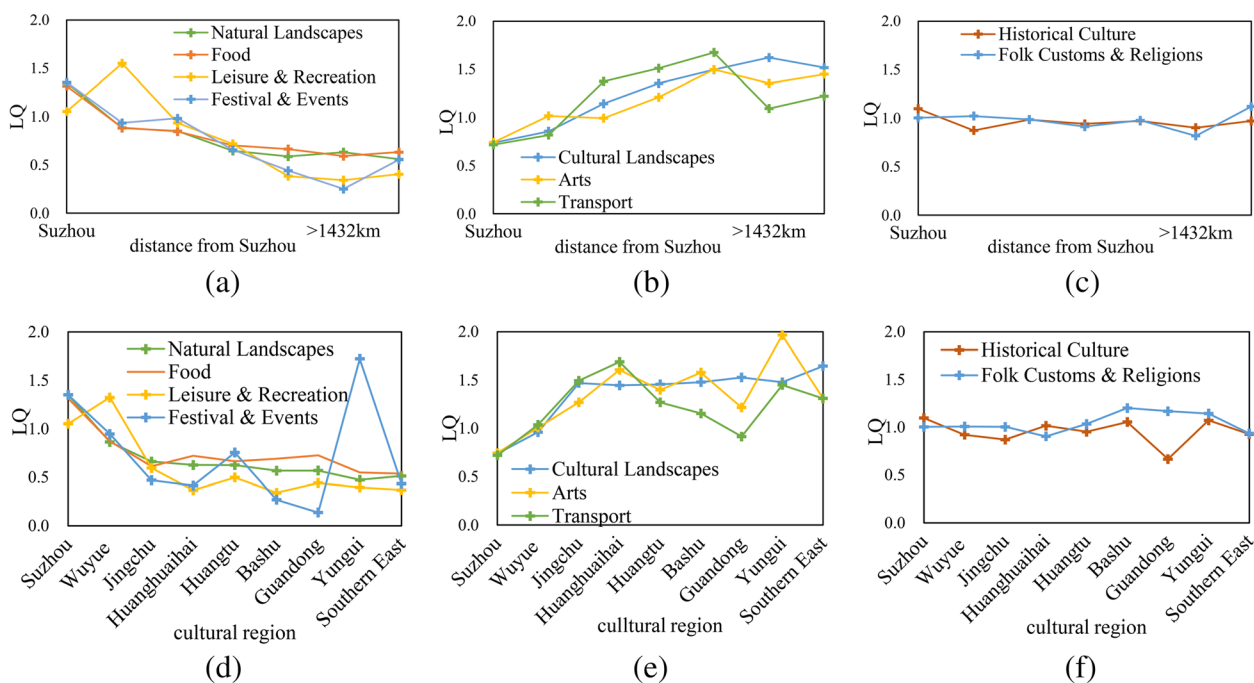 2.0
1.5
1.0
0.5
0.0
LQ
Natural Landscapes
Food
Leisure & Recreation
Festival & Events
Suzhou
>1432km
distance from Suzhou
(a)
2.0
1.5
1.0
0.5
0.0
LQ
Cultural Landscapes
Arts
Transport
Suzhou
>1432km
distance from Suzhou
(b)
2.0
1.5
1.0
0.5
0.0
LQ
Historical Culture
Folk Customs & Religions
Suzhou
>1432km
distance from Suzhou
(c)
2.0
1.5
1.0
0.5
0.0
LQ
Natural Landscapes
Food
Leisure & Recreation
Festival & Events
Suzhou
Wuyue
Jingchu
Huanghuaihai
Huangtu
Bashu
Guandong
Yungui
Southern East
cultural region
(d)
2.0
1.5
1.0
0.5
0.0
LQ
Cultural Landscapes
Arts
Transport
Suzhou
Wuyue
Jingchu
Huanghuaihai
Huangtu
Bashu
Guandong
Yungui
Southern East
culltural region
(e)
2.0
1.5
1.0
0.5
0.0
LQ
Historical Culture
Folk Customs & Religions
Suzhou
Wuyue
Jingchu
Huanghuaihai
Huangtu
Bashu
Guandong
Yungui
Southern East
cultural region
(f)